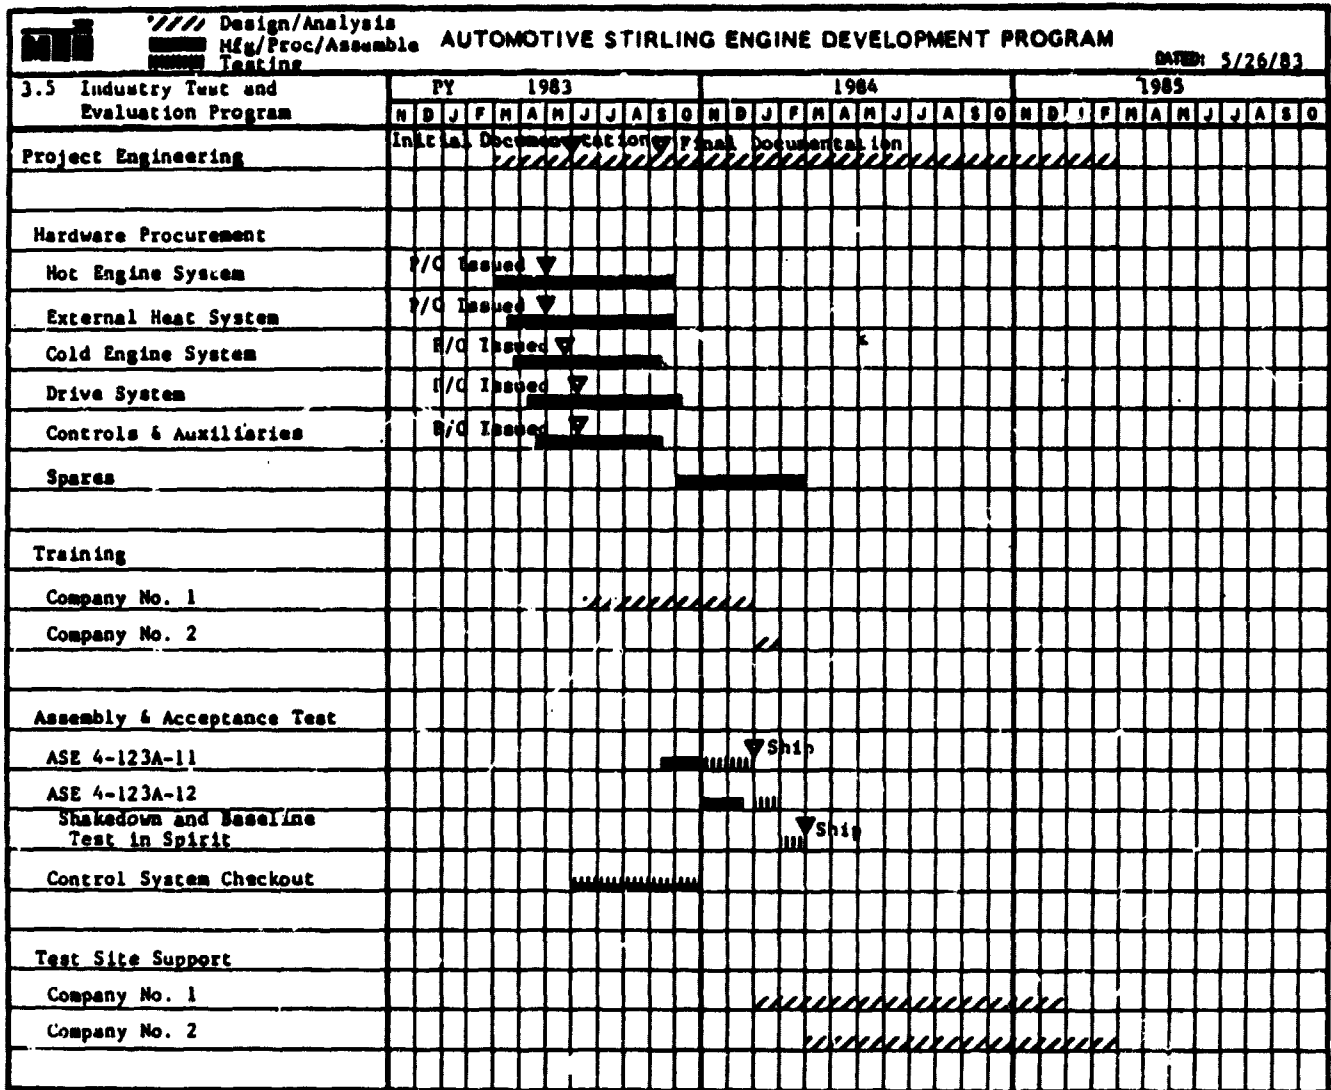 MTI
Design/Analysis
Mfg/Proc/Assemble
Testing
AUTOMOTIVE STIRLING ENGINE DEVELOPMENT PROGRAM
DATED: 5/26/83
3.5 Industry Test and
Evaluation Program
PY 1983 1984 1985
N D J F M A M J J A S O N D J F M A M J J A S O N D J F M A M J J A S O
Project Engineering
Initial Documentation Final Documentation
Hardware Procurement
Hot Engine System P/O Issued
External Heat System P/O Issued
Cold Engine System P/O Issued
Drive System P/O Issued
Controls & Auxiliaries P/O Issued
Spares
Training
Company No. 1
Company No. 2
Assembly & Acceptance Test
ASE 4-123A-11 Ship
ASE 4-123A-12
Shakedown and Baseline
Test in Spirit Ship
Control System Checkout
Test Site Support
Company No. 1
Company No. 2